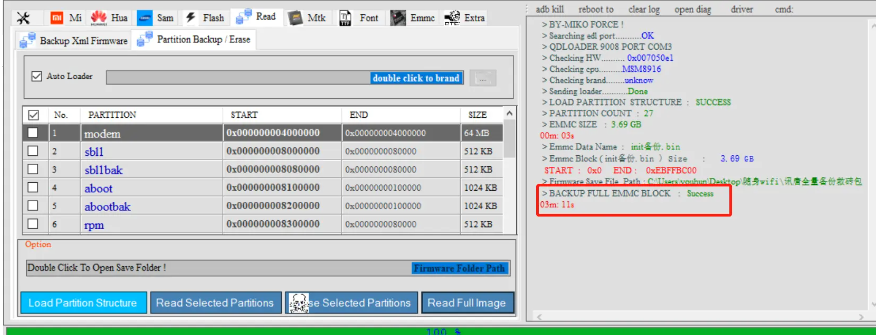 Mi Hua Sam Flash Read Mtk Font Emmc Extra
Backup Xml Firmware Partition Backup / Erase
Auto Loader double click to brand ...
No. PARTITION START END SIZE
1 modem 0x000000004000000 0x000000004000000 64 MB
2 sbl1 0x000000008000000 0x000000000080000 512 KB
3 sbl1bak 0x000000008080000 0x000000000080000 512 KB
4 aboot 0x000000008100000 0x000000000100000 1024 KB
5 abootbak 0x000000008200000 0x000000000100000 1024 KB
6 rpm 0x000000008300000 0x000000000080000 512 KB
Option
Double Click To Open Save Folder ! Firmware Folder Path
Load Partition Structure Read Selected Partitions se Selected Partitions Read Full Image
100 %
adb kill reboot to clear log open diag driver cmd:
> BY-MIKO FORCE !
> Searching edl port...........OK
> QDLOADER 9008 PORT COM3
> Checking HW.......... 0x007050e1
> Checking cpu..........MSM8916
> Checking brand........unknow
> Sending loader...........Done
> LOAD PARTITION STRUCTURE : SUCCESS
> PARTITION COUNT : 27
> EMMC SIZE : 3.69 GB
00m: 03s
> Emmc Data Name : init备份.bin
> Emmc Block ( init备份.bin ) Size : 3.69 GB
START : 0x0 END : 0xEBFFBC00
> Firmware Save File Path : C:\Users\youhun\Desktop\随身wifi\讯唐全量备份救砖包
> BACKUP FULL EMMC BLOCK : Success
03m: 11s